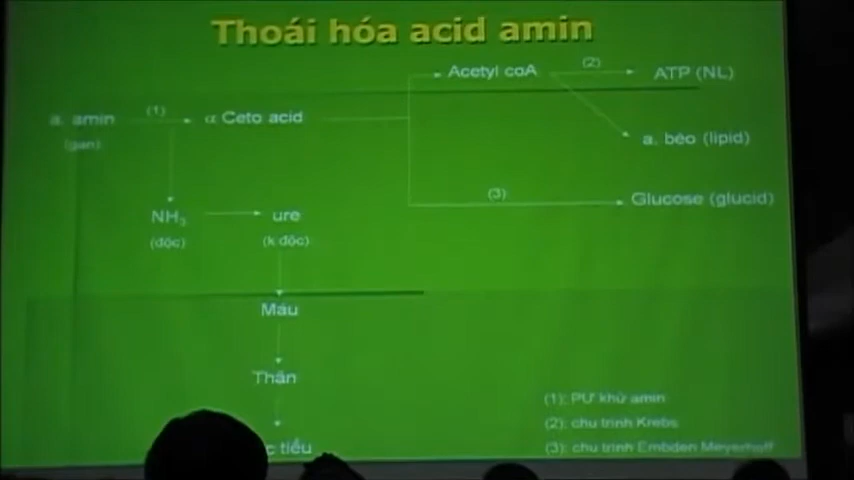 Thoái hóa acid amin
Acetyl coA
(2)
ATP (NL)
a. amin
(1)
α Ceto acid
(gan)
a. béo (lipid)
(3)
Glucose (glucid)
NH3
ure
(độc)
(k độc)
Máu
Thận
tiểu
(1): PƯ khử amin
(2): chu trình Krebs
(3): chu trình Embden Meyerhoff